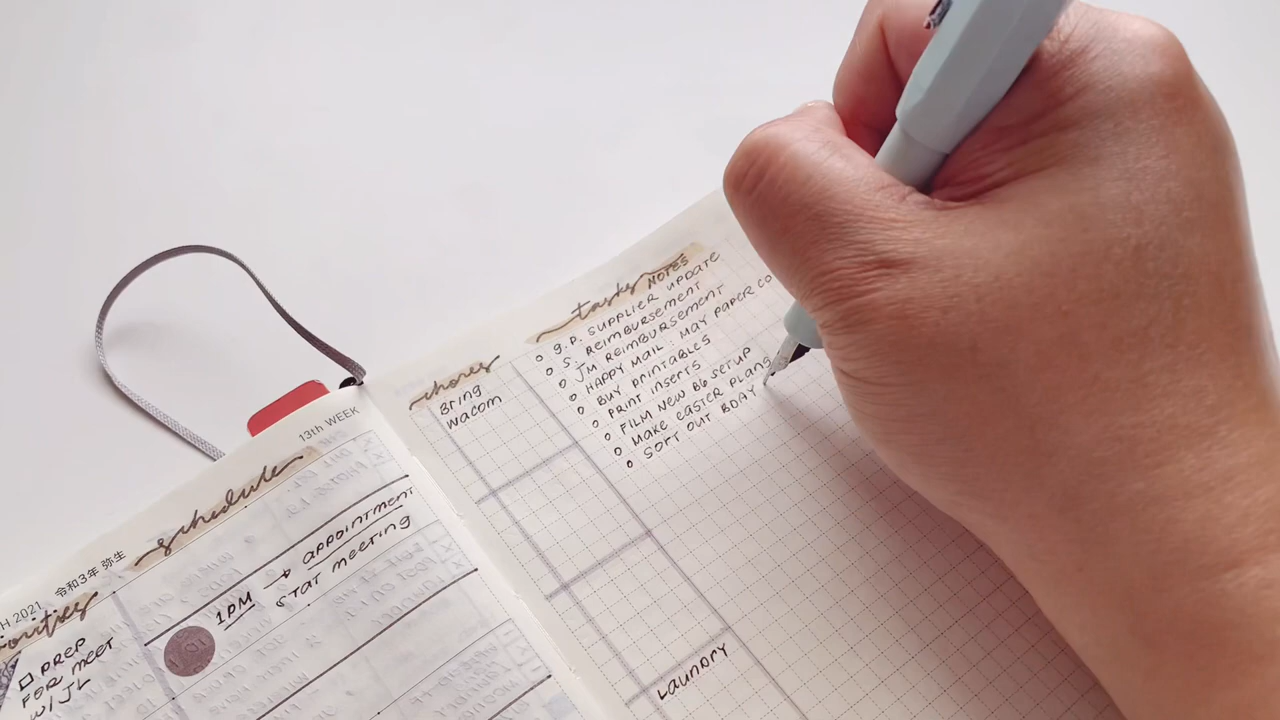 H 2021 令和3年 弥生
13th WEEK
schedule
PREP
FOR MEET
W/ JL
1PM → APPOINTMENT
STAT MEETING
chores
Bring
wacom
LAUNDRY
tasks NOTES
G.P. SUPPLIER UPDATE
S. REIMBURSEMENT
JM REIMBURSEMENT
HAPPY MAIL: MAY PAPER CO
BUY PRINTABLES
PRINT INSERTS
FILM NEW B6 SETUP
MAKE EASTER PLANS
SORT OUT BDAY